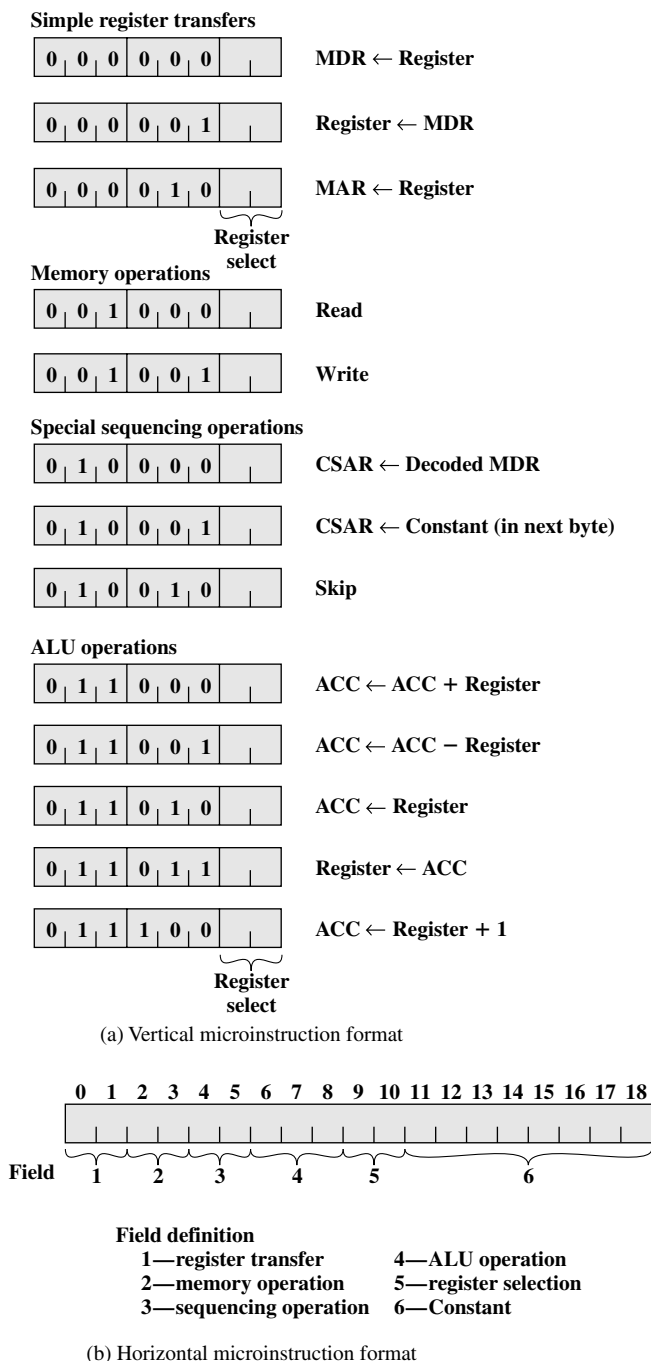 Simple register transfers
0 0 0 0 0 0 MDR ← Register
0 0 0 0 0 1 Register ← MDR
0 0 0 0 1 0 MAR ← Register
Register
select
Memory operations
0 0 1 0 0 0 Read
0 0 1 0 0 1 Write
Special sequencing operations
0 1 0 0 0 0 CSAR ← Decoded MDR
0 1 0 0 0 1 CSAR ← Constant (in next byte)
0 1 0 0 1 0 Skip
ALU operations
0 1 1 0 0 0 ACC ← ACC + Register
0 1 1 0 0 1 ACC ← ACC − Register
0 1 1 0 1 0 ACC ← Register
0 1 1 0 1 1 Register ← ACC
0 1 1 1 0 0 ACC ← Register + 1
Register
select
(a) Vertical microinstruction format
0 1 2 3 4 5 6 7 8 9 10 11 12 13 14 15 16 17 18
Field 1 2 3 4 5 6
Field definition
1—register transfer 4—ALU operation
2—memory operation 5—register selection
3—sequencing operation 6—Constant
(b) Horizontal microinstruction format